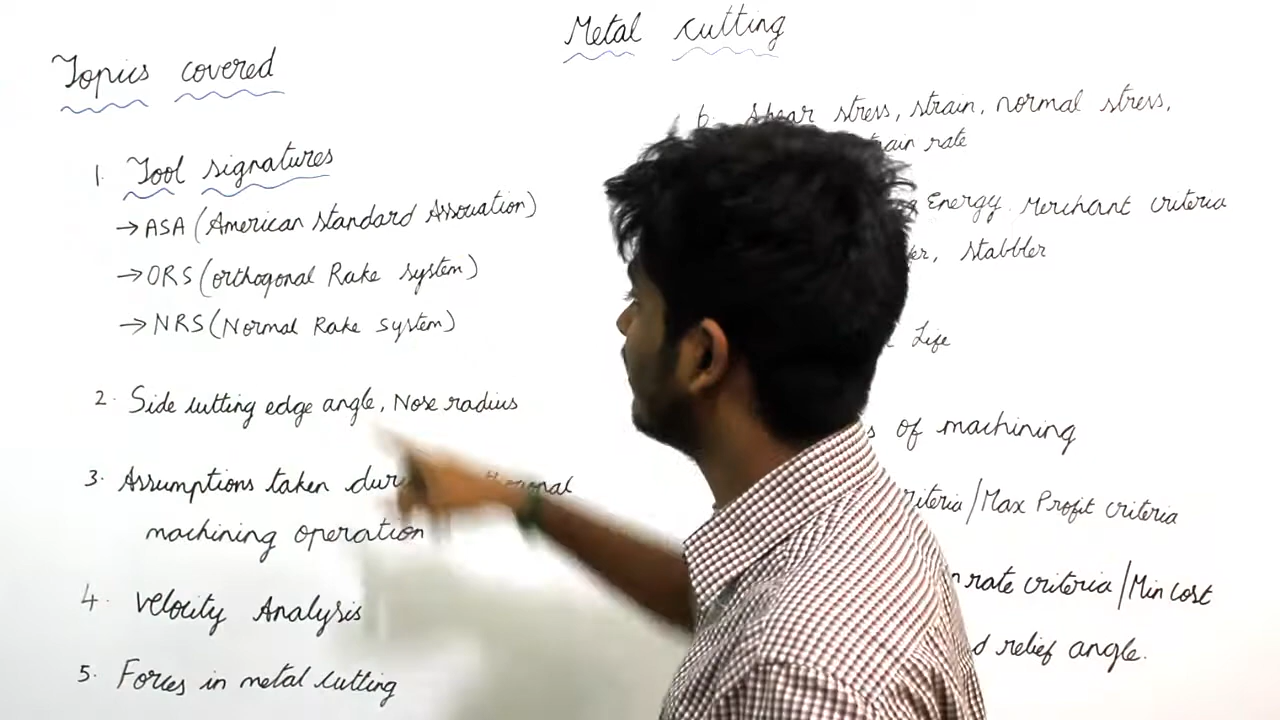 Metal cutting
Topics covered
1. Tool signatures
→ ASA (American Standard Association)
→ ORS (orthogonal Rake system)
→ NRS (Normal Rake System)
2. Side cutting edge angle, Nose radius
3. Assumptions taken
machining operation
4. Velocity Analysis
5. Forces in metal cutting
6. Shear stress, strain, normal stress,
rate
Energy. Merchant criteria
stabbler
Life
of machining
/Max Profit criteria
rate criteria/Min cost
relief angle.